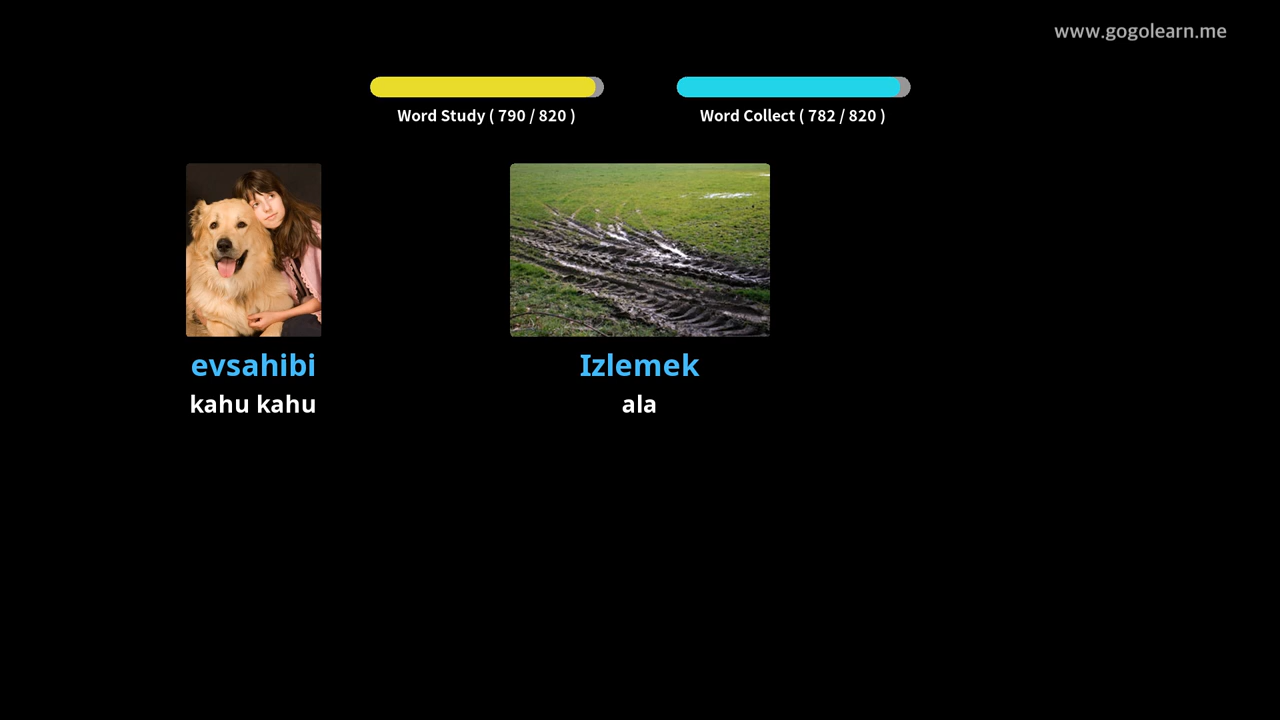 www.gogolearn.me
Word Study ( 790 / 820 )
Word Collect ( 782 / 820 )
evsahibi
kahu kahu
Izlemek
ala